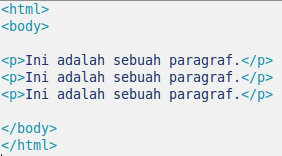 <html>
<body>
<p>Ini adalah sebuah paragraf.</p>
<p>Ini adalah sebuah paragraf.</p>
<p>Ini adalah sebuah paragraf.</p>
</body>
</html>